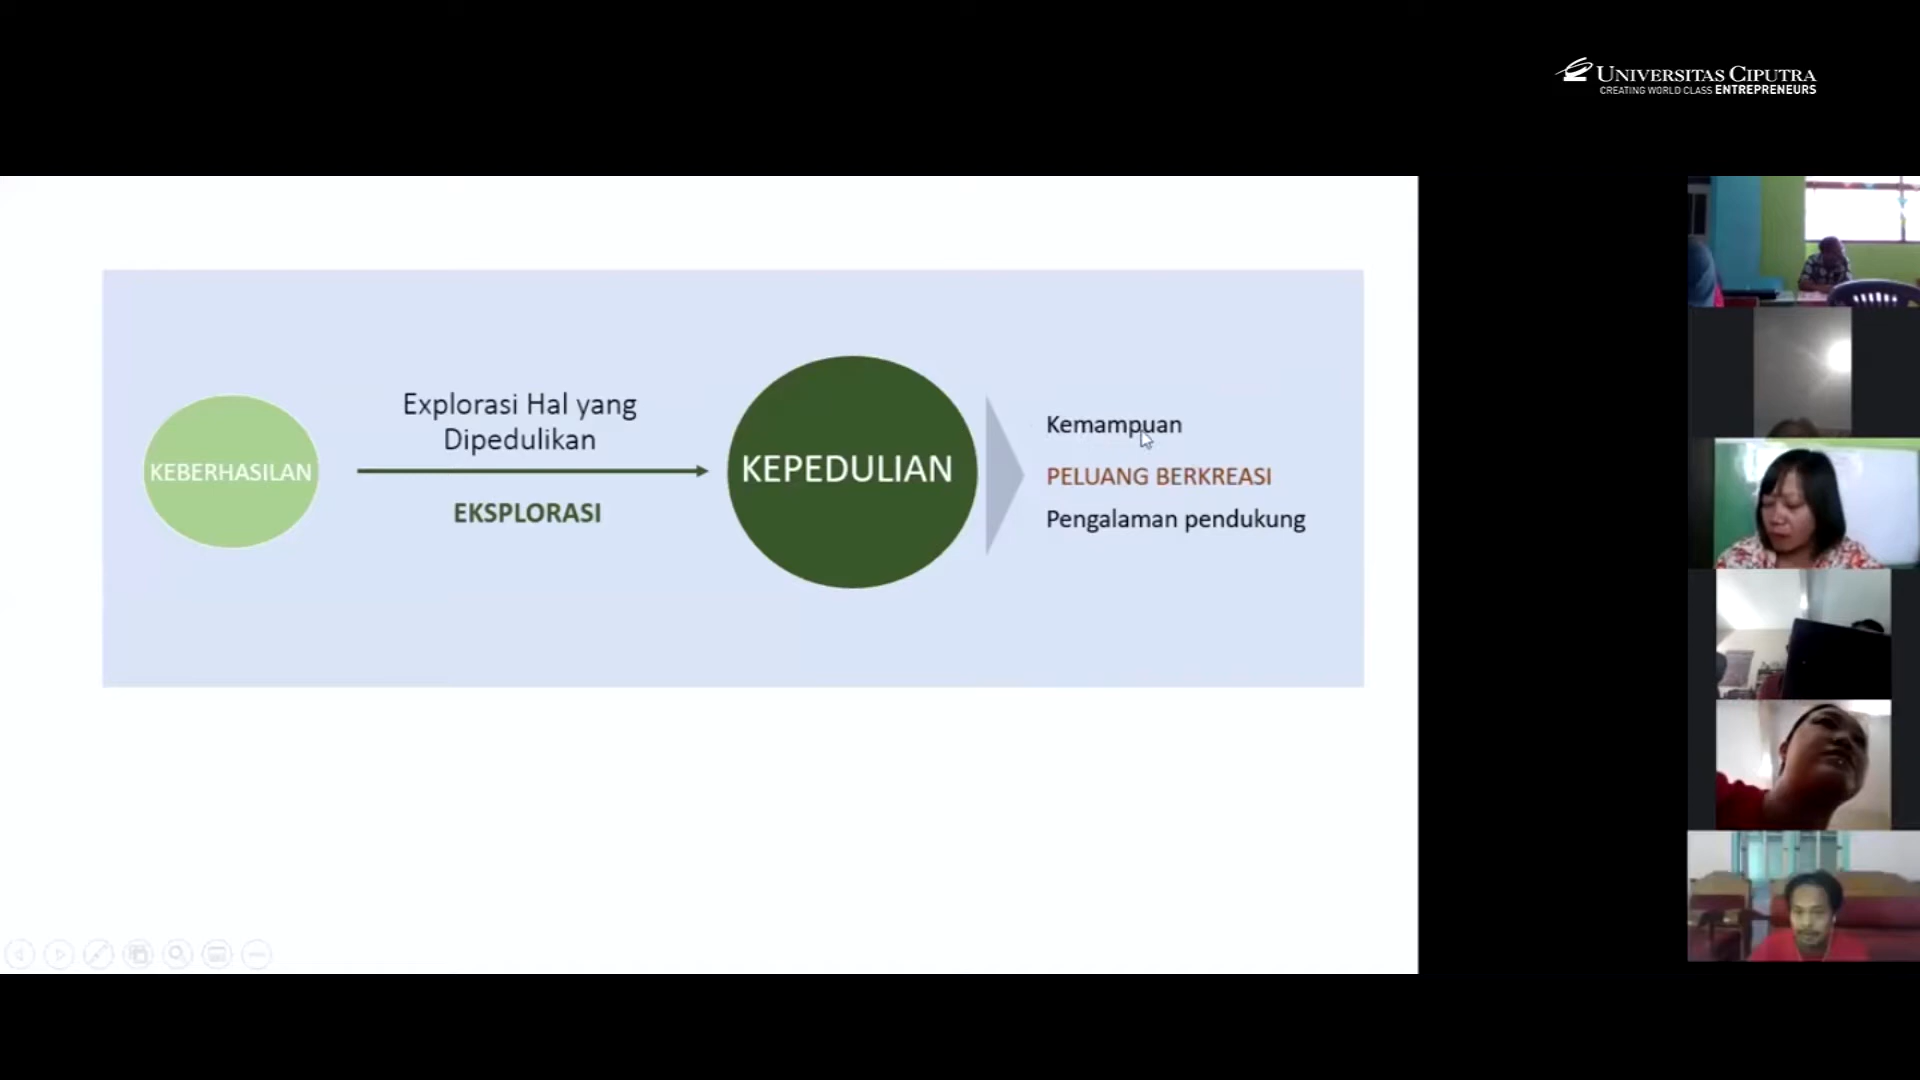 UNIVERSITAS CIPUTRA
CREATING WORLD CLASS ENTREPRENEURS
KEBERHASILAN
Explorasi Hal yang
Dipedulikan
EKSPLORASI
KEPEDULIAN
Kemampuan
PELUANG BERKREASI
Pengalaman pendukung